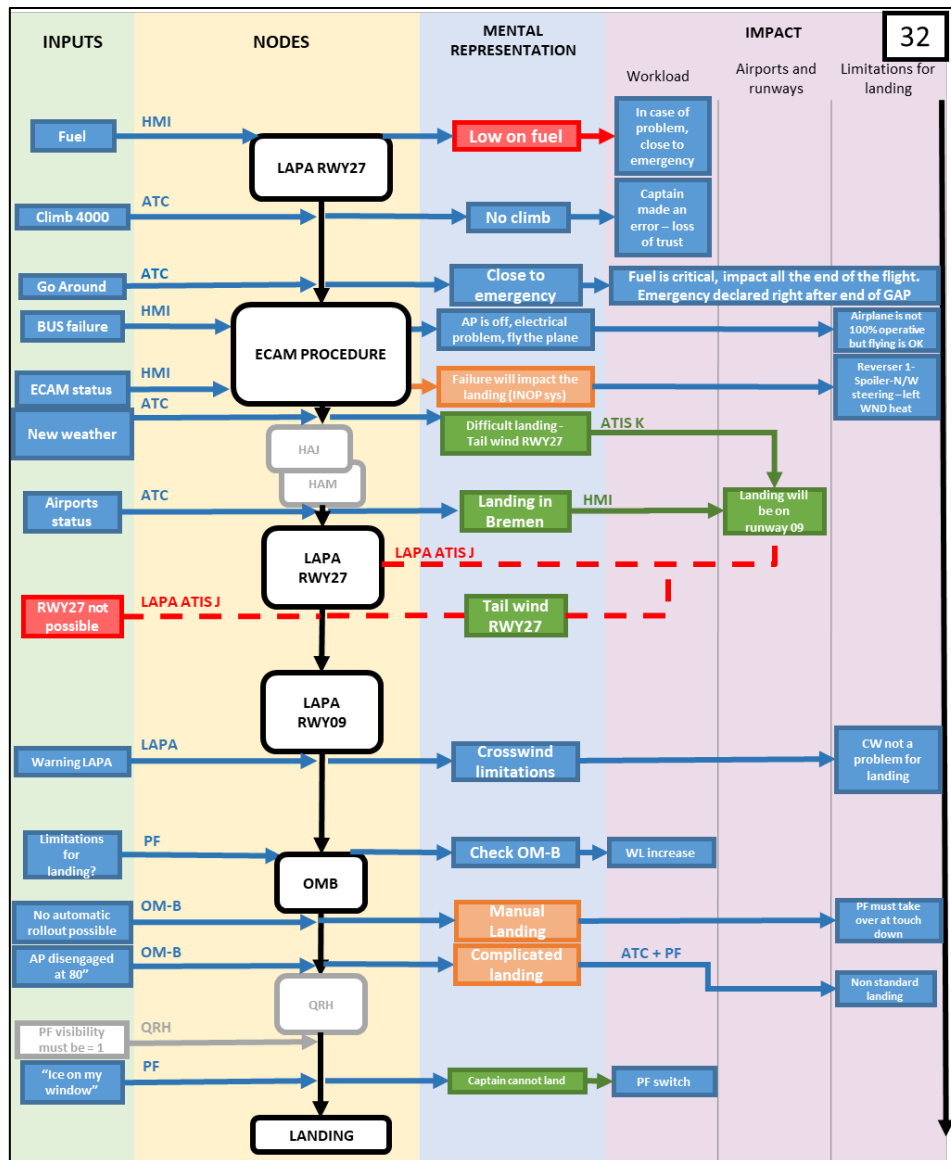 32
INPUTS
NODES
MENTAL
REPRESENTATION
IMPACT
Workload
Airports and
runways
Limitations for
landing
Fuel
HMI
LAPA RWY27
Low on fuel
In case of
problem,
close to
emergency
Climb 4000
ATC
No climb
Captain
made an
error – loss
of trust
Go Around
ATC
Close to
emergency
Fuel is critical, impact all the end of the flight.
Emergency declared right after end of GAP
BUS failure
HMI
ECAM PROCEDURE
AP is off, electrical
problem, fly the plane
Airplane is not
100% operative
but flying is OK
ECAM status
HMI
Failure will impact the
landing (INOP sys)
Reverser 1-
Spoiler-N/W
steering – left
WND heat
New weather
ATC
HAJ
HAM
Difficult landing -
Tail wind RWY27
ATIS K
Airports
status
ATC
Landing in
Bremen
HMI
Landing will
be on
runway 09
LAPA
RWY27
LAPA ATIS J
RWY27 not
possible
LAPA ATIS J
Tail wind
RWY27
LAPA
RWY09
Warning LAPA
LAPA
Crosswind
limitations
CW not a
problem for
landing
Limitations
for
landing?
PF
OMB
Check OM-B
WL increase
No automatic
rollout possible
OM-B
Manual
Landing
PF must take
over at touch
down
AP disengaged
at 80”
OM-B
Complicated
landing
ATC + PF
Non standard
landing
QRH
PF visibility
must be = 1
QRH
“Ice on my
window”
PF
Captain cannot land
PF switch
LANDING